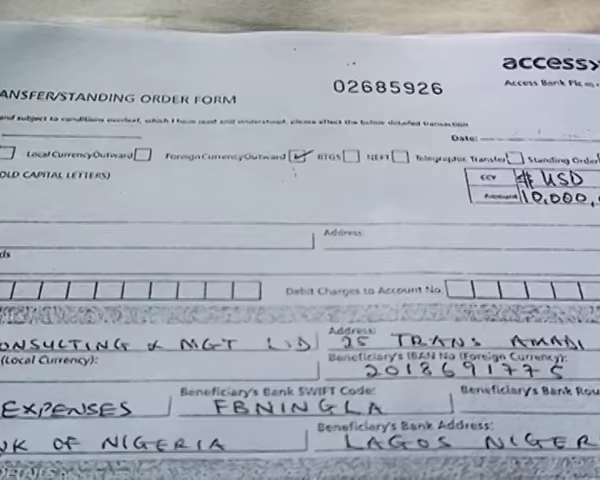 access
02685926
Access Bank Plc
ANSFER/STANDING ORDER FORM
and subject to conditions overleaf, which I have read and understood, please effect the below detailed transaction
Date:
Local Currency Outward Foreign Currency Outward RTGS NEFT Telegraphic Transfer Standing Order
OLD CAPITAL LETTERS) CCY # USD
Amount 10,000,
Address:
ds
Debit Charges to Account No.
Address:
ONSULTING & MGT LTD 25 TRANS AMADI
(Local Currency): Beneficiary's IBAN No (Foreign Currency):
2018691775
Beneficiary's Bank SWIFT Code: Beneficiary's Bank Rou
EXPENSES FBNINGLA
Beneficiary's Bank Address:
NK OF NIGERIA LAGOS NIGER
DETAILS